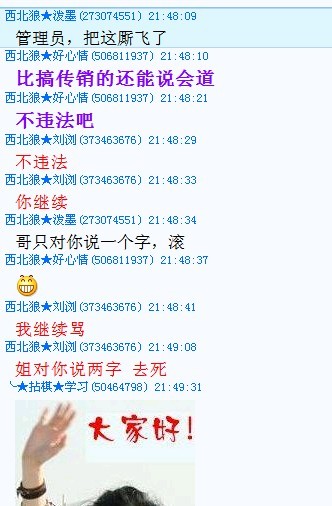 西北狼★泼墨(273074551) 21:48:09
管理员，把这厮飞了
西北狼★好心情(506811937) 21:48:10
比搞传销的还能说会道
西北狼★好心情(506811937) 21:48:21
不违法吧
西北狼★刘浏(373463676) 21:48:29
不违法
西北狼★刘浏(373463676) 21:48:33
你继续
西北狼★泼墨(273074551) 21:48:34
哥只对你说一个字，滚
西北狼★好心情(506811937) 21:48:37
西北狼★刘浏(373463676) 21:48:41
我继续骂
西北狼★刘浏(373463676) 21:49:08
姐对你说两字 去死
╰★拈棋★学习(50464798) 21:49:31
大家好!